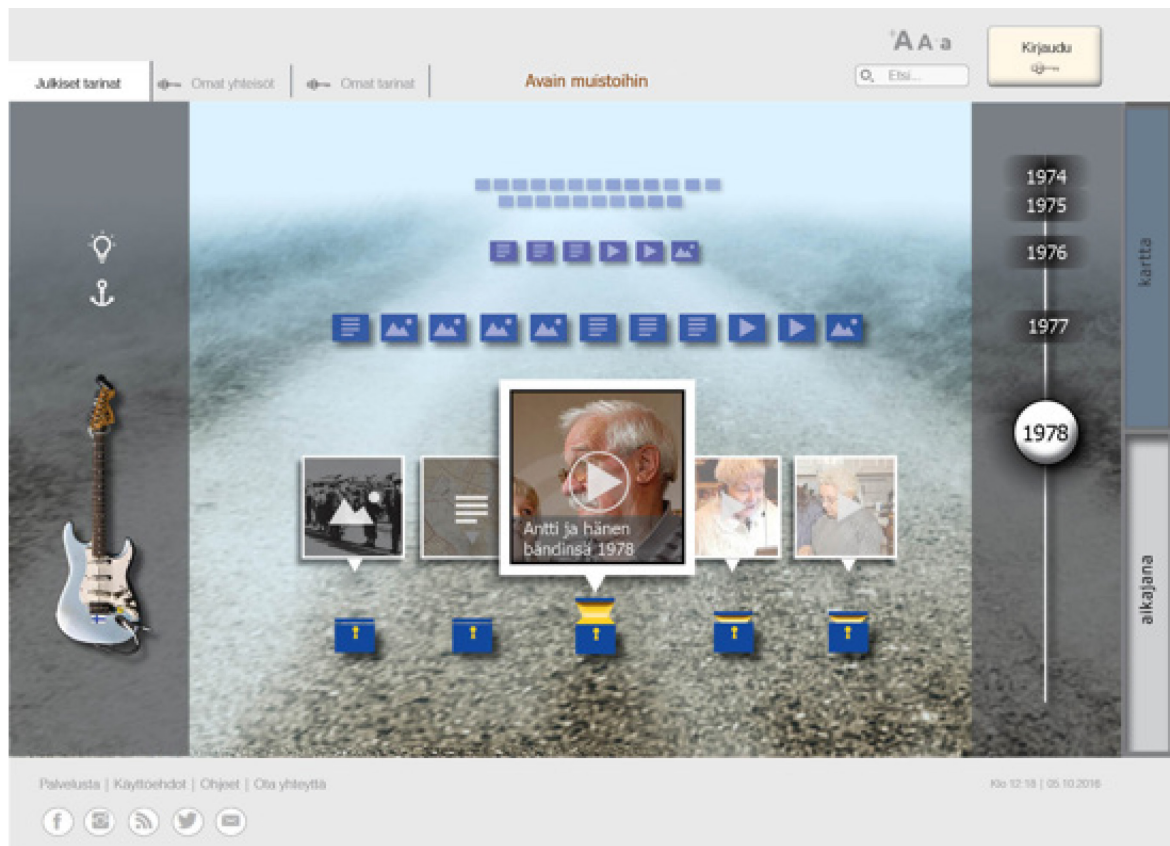 A A a
Kirjaudu
Julkiset tarinat
Omat yhteisöt
Omat tarinat
Avain muistoihin
Etsi...
1974
1975
1976
1977
1978
kartta
aikajana
Antti ja hänen
bändinsä 1978
Palvelusta | Käyttöehdot | Ohjeet | Ota yhteyttä
Klo 12:18 | 05.10.2016